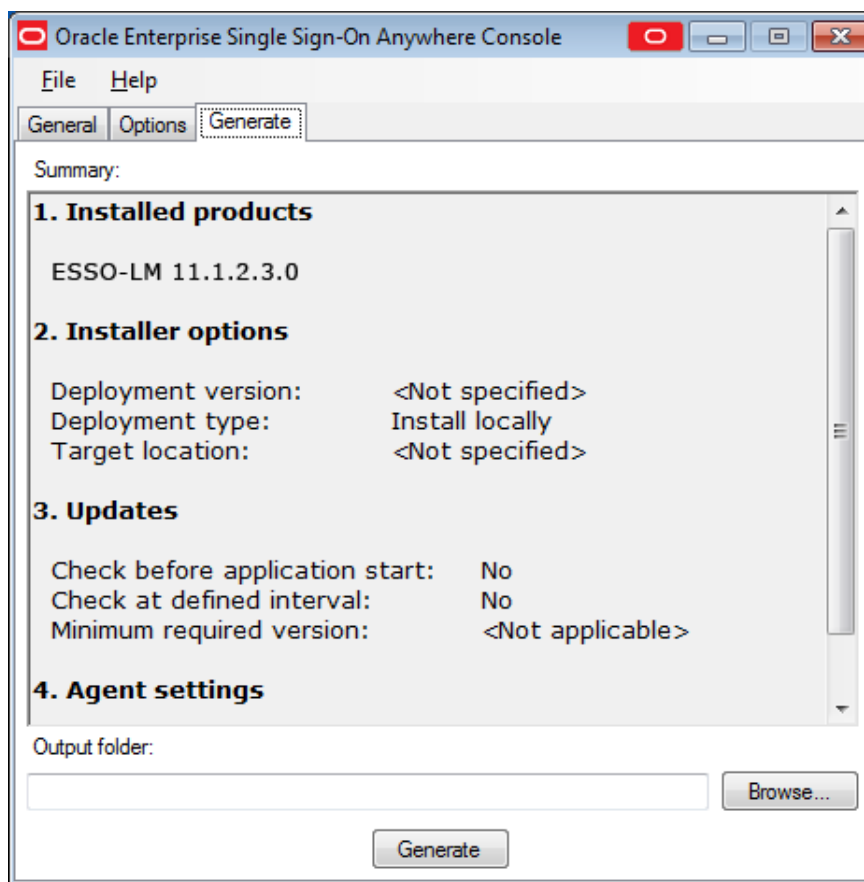 Oracle Enterprise Single Sign-On Anywhere Console
File Help
General Options Generate
Summary:
1. Installed products
ESSO-LM 11.1.2.3.0
2. Installer options
Deployment version: <Not specified>
Deployment type: Install locally
Target location: <Not specified>
3. Updates
Check before application start: No
Check at defined interval: No
Minimum required version: <Not applicable>
4. Agent settings
Output folder:
Browse...
Generate